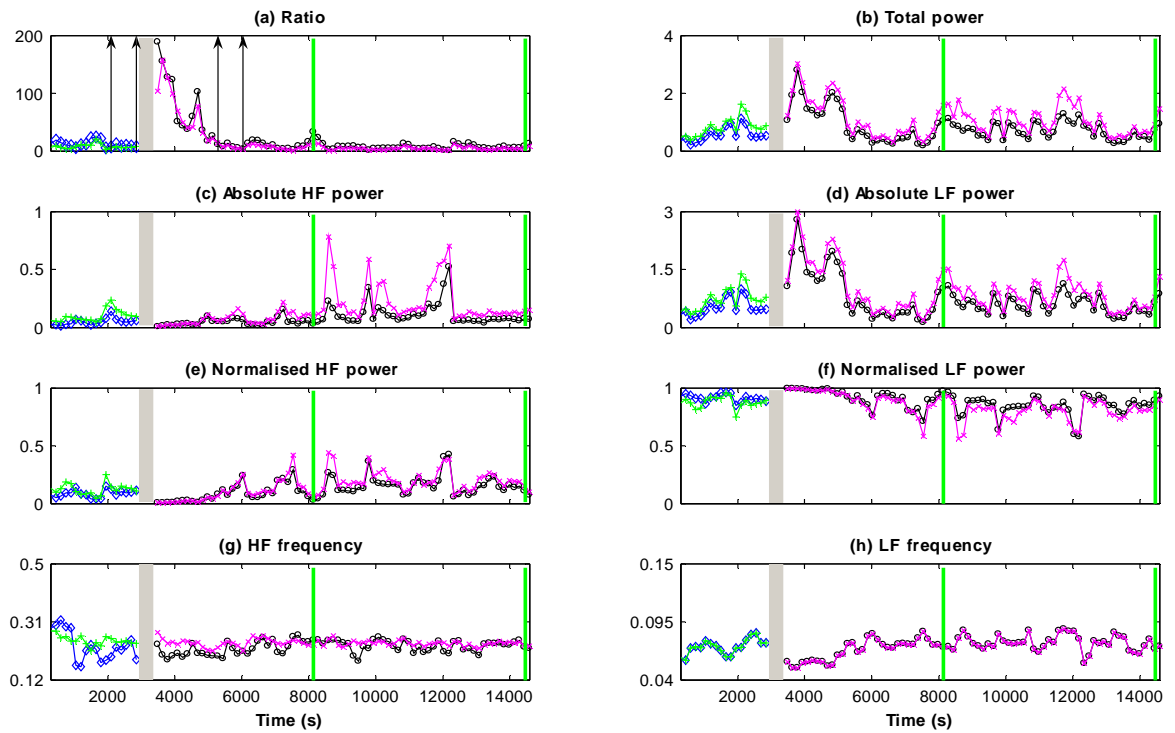 (a) Ratio
(b) Total power
200
100
0
4
2
0
(c) Absolute HF power
(d) Absolute LF power
1
0.5
0
3
1.5
0
(e) Normalised HF power
(f) Normalised LF power
1
0.5
0
1
0.5
0
(g) HF frequency
(h) LF frequency
0.5
0.31
0.12
0.15
0.095
0.04
2000 4000 6000 8000 10000 12000 14000
2000 4000 6000 8000 10000 12000 14000
Time (s)
Time (s)